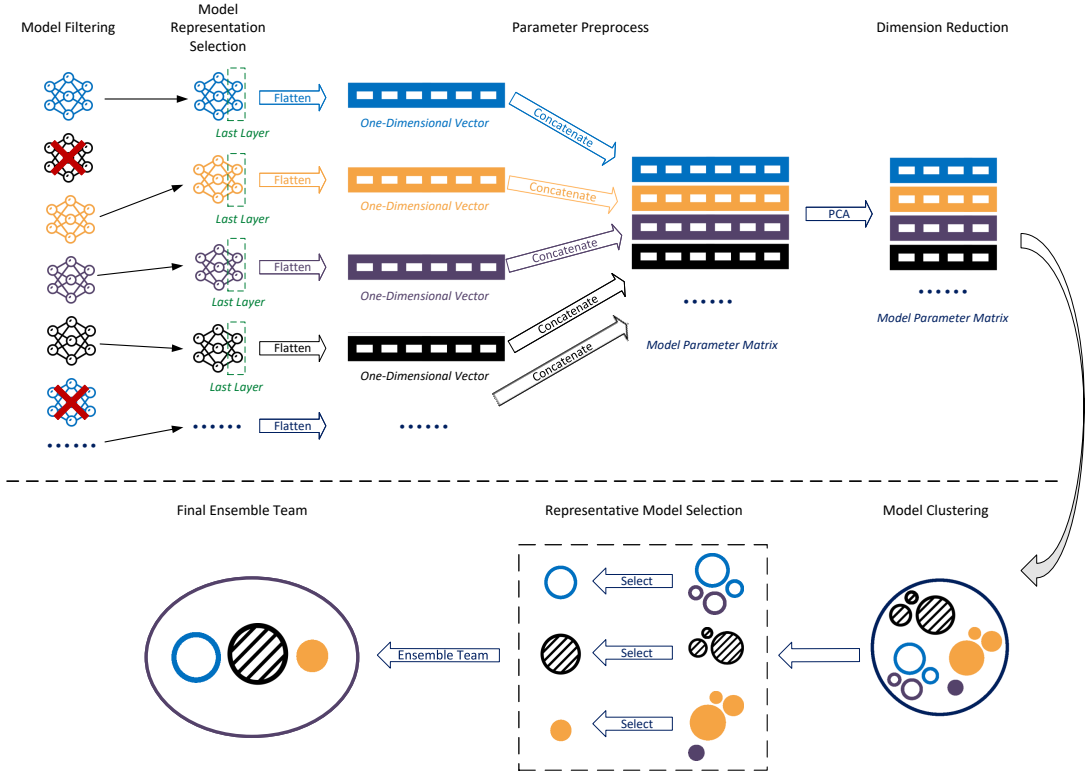 Model Filtering
Model
Representation
Selection
Parameter Preprocess
Dimension Reduction
Flatten
Last Layer
One-Dimensional Vector
Concatenate
Flatten
Last Layer
One-Dimensional Vector
Concatenate
PCA
Flatten
Last Layer
One-Dimensional Vector
Concatenate
Model Parameter Matrix
Flatten
Last Layer
One-Dimensional Vector
Concatenate
Model Parameter Matrix
Flatten
Concatenate
Final Ensemble Team
Representative Model Selection
Model Clustering
Select
Select
Ensemble Team
Select